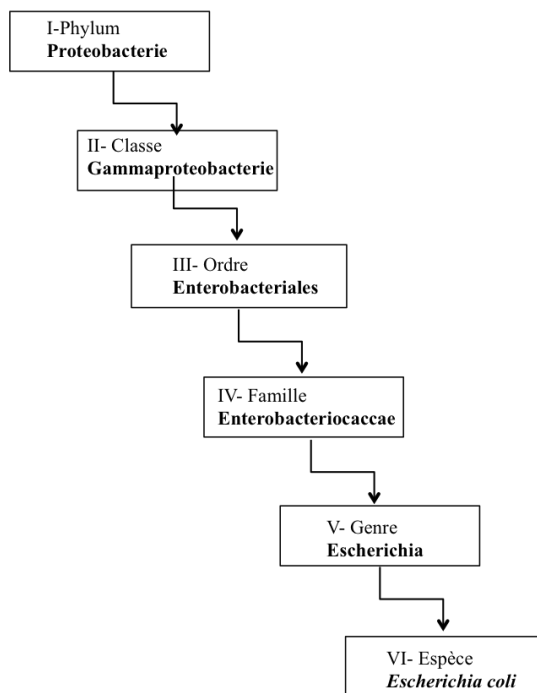 I-Phylum
Proteobacterie
II- Classe
Gammaproteobacterie
III- Ordre
Enterobacteriales
IV- Famille
Enterobacteriocaccae
V- Genre
Escherichia
VI- Espèce
Escherichia coli